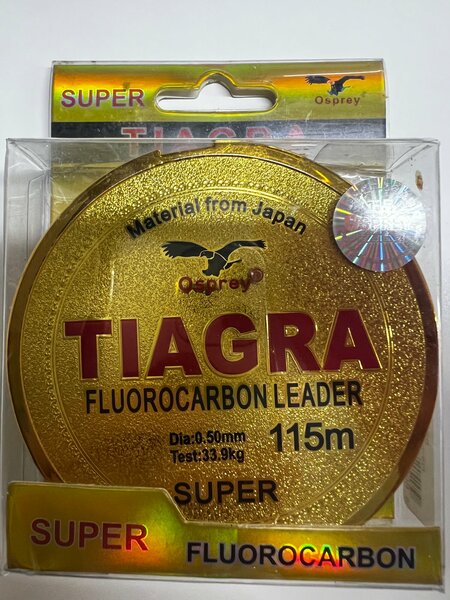 SUPER
Osprey
TIAGRA
Material from Japan
Osprey®
TIAGRA
FLUOROCARBON LEADER
Dia:0.50mm
Test:33.9kg
115m
SUPER
SUPER
FLUOROCARBON